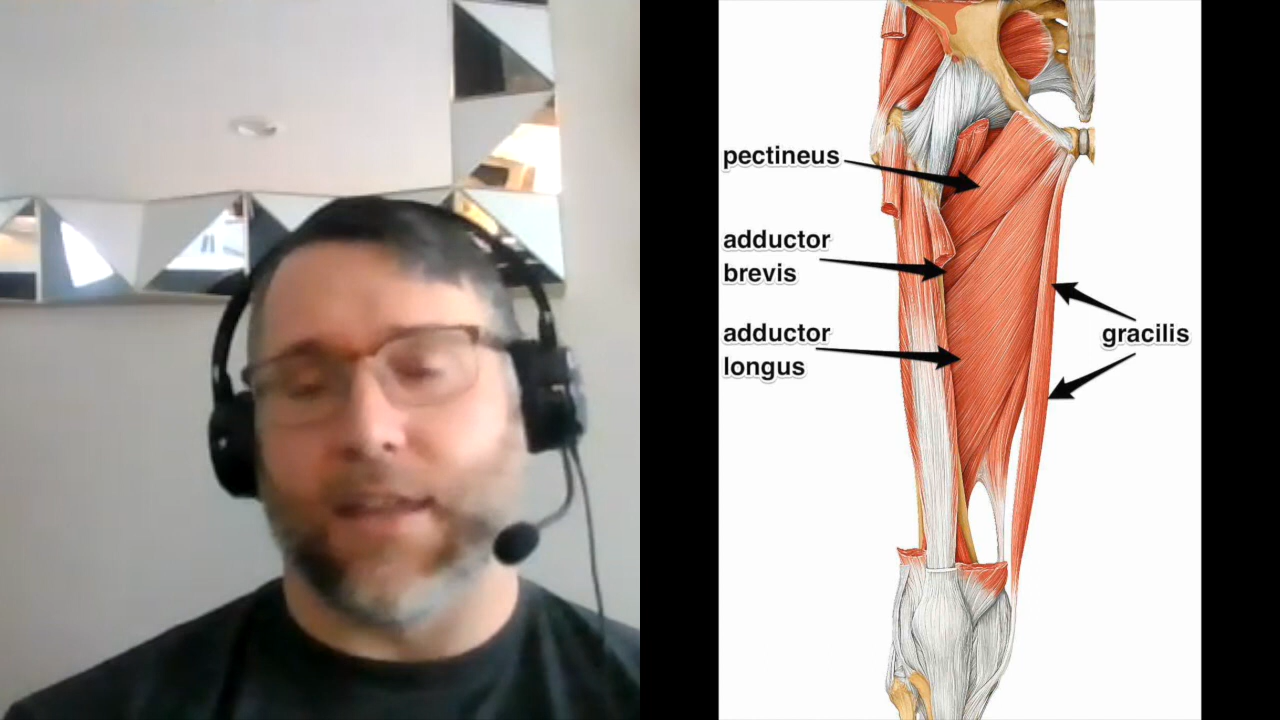 pectineus
adductor
brevis
adductor
longus
gracilis